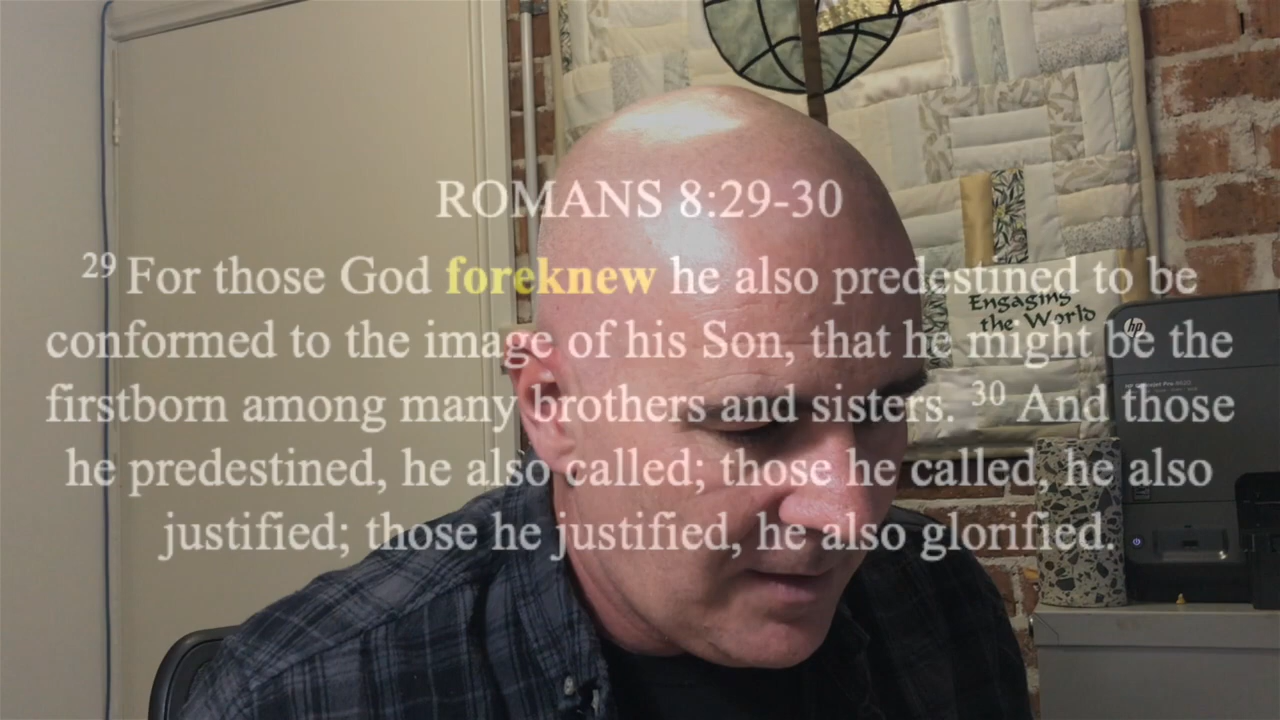 ROMANS 8:29-30
29 For those God foreknew he also predestined to be
conformed to the image of his Son, that he might be the
firstborn among many brothers and sisters. 30 And those
he predestined, he also called; those he called, he also
justified; those he justified, he also glorified.
Engaging
the World
hp